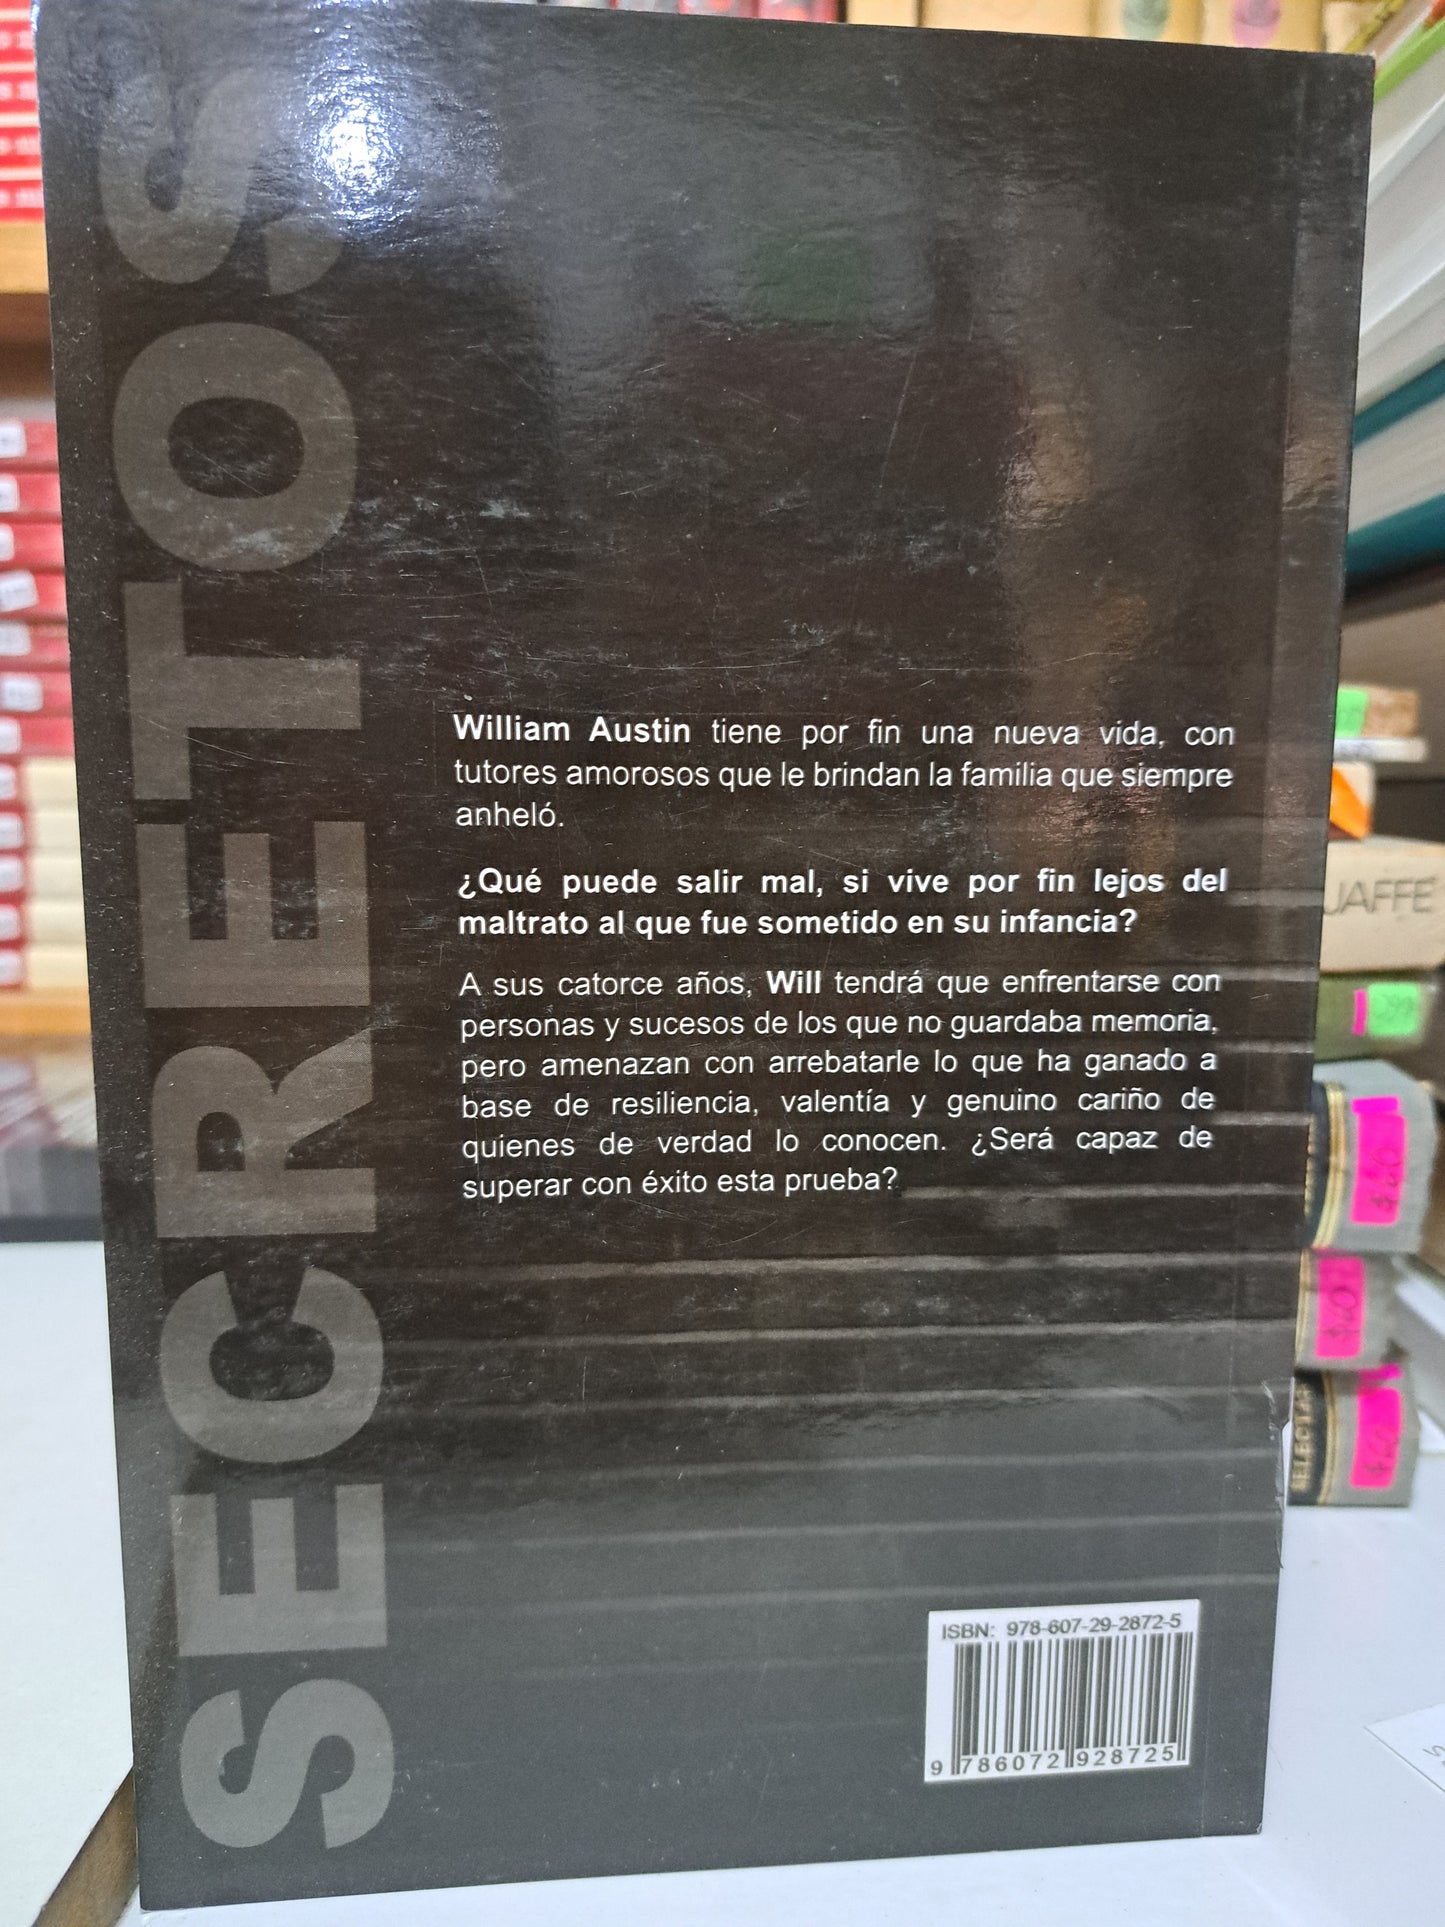 SECRETOS
William Austin tiene por fin una nueva vida, con
tutores amorosos que le brindan la familia que siempre
anheló.
¿Qué puede salir mal, si vive por fin lejos del
maltrato al que fue sometido en su infancia?
A sus catorce años, Will tendrá que enfrentarse con
personas y sucesos de los que no guardaba memoria,
pero amenazan con arrebatarle lo que ha ganado a
base de resiliencia, valentía y genuino cariño de
quienes de verdad lo conocen. ¿Será capaz de
superar con éxito esta prueba?
ISBN: 978-607-29-2872-5
9 786072 928725
JAFFE
$60
$60
$60